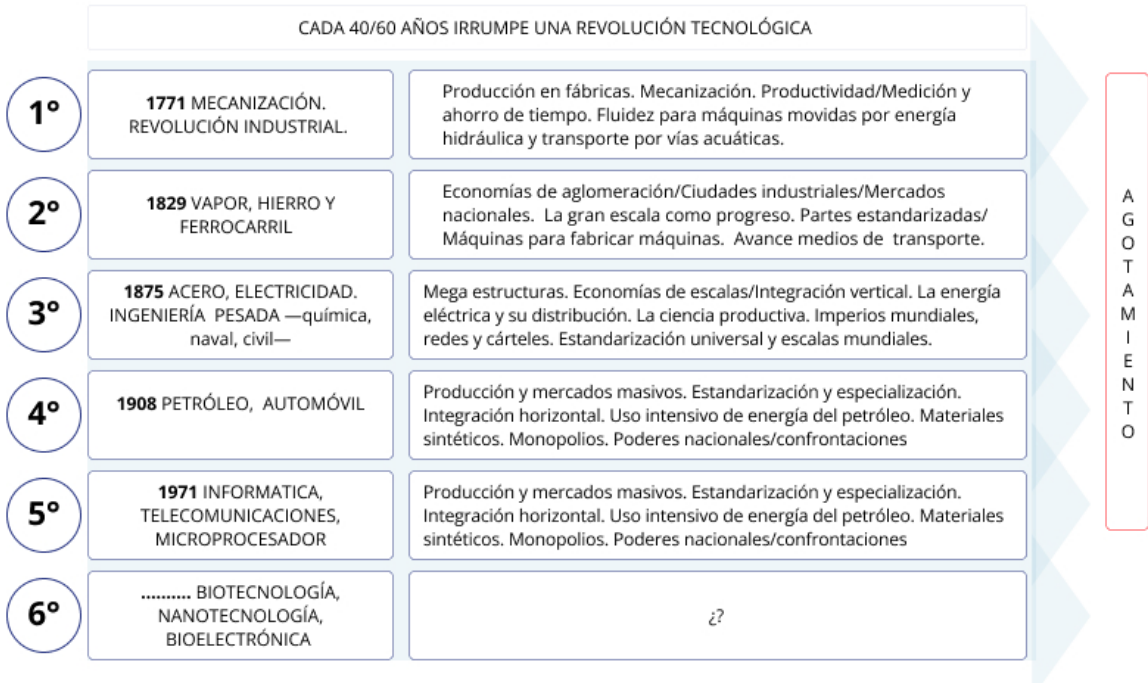 CADA 40/60 AÑOS IRRUMPE UNA REVOLUCIÓN TECNOLÓGICA
1°
1771 MECANIZACIÓN.
REVOLUCIÓN INDUSTRIAL.
Producción en fábricas. Mecanización. Productividad/Medición y
ahorro de tiempo. Fluidez para máquinas movidas por energía
hidráulica y transporte por vías acuáticas.
2°
1829 VAPOR, HIERRO Y
FERROCARRIL
Economías de aglomeración/Ciudades industriales/Mercados
nacionales. La gran escala como progreso. Partes estandarizadas/
Máquinas para fabricar máquinas. Avance medios de transporte.
3°
1875 ACERO, ELECTRICIDAD.
INGENIERÍA PESADA —química,
naval, civil—
Mega estructuras. Economías de escalas/Integración vertical. La energía
eléctrica y su distribución. La ciencia productiva. Imperios mundiales,
redes y cárteles. Estandarización universal y escalas mundiales.
4°
1908 PETRÓLEO, AUTOMÓVIL
Producción y mercados masivos. Estandarización y especialización.
Integración horizontal. Uso intensivo de energía del petróleo. Materiales
sintéticos. Monopolios. Poderes nacionales/confrontaciones
5°
1971 INFORMATICA,
TELECOMUNICACIONES,
MICROPROCESADOR
Producción y mercados masivos. Estandarización y especialización.
Integración horizontal. Uso intensivo de energía del petróleo. Materiales
sintéticos. Monopolios. Poderes nacionales/confrontaciones
6°
.......... BIOTECNOLOGÍA,
NANOTECNOLOGÍA,
BIOELECTRÓNICA
¿?
AGOTAMIENTO